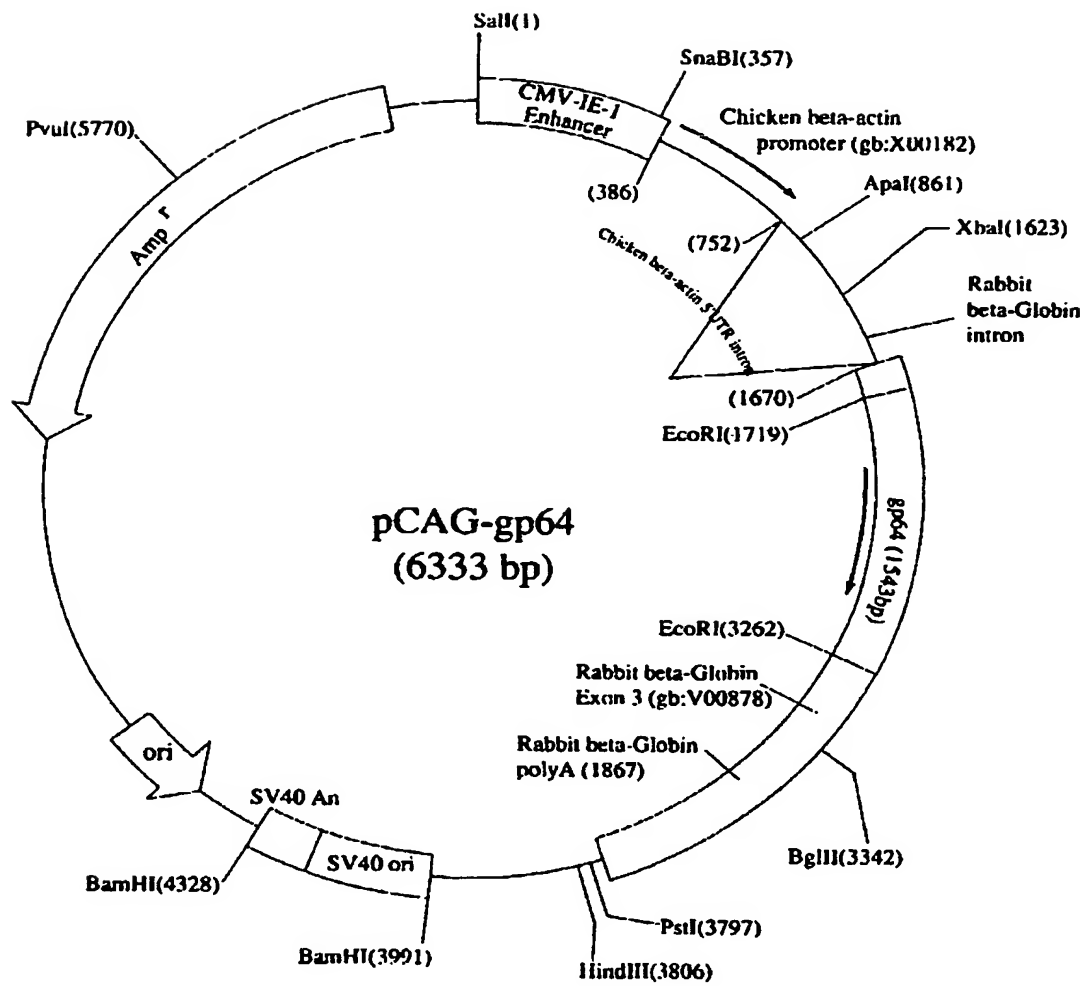 SalI(1)
SnaBI(357)
CMV-IE-1
Enhancer
Chicken beta-actin
promoter (gb:X00182)
PvuI(5770)
(386)
ApaI(861)
Amp r
(752)
XbaI(1623)
Chicken beta-actin 5'UTR intron
Rabbit
beta-Globin
intron
(1670)
EcoRI(1719)
pCAG-gp64
(6333 bp)
gp64 (1543bp)
EcoRI(3262)
Rabbit beta-Globin
Exon 3 (gb:V00878)
Rabbit beta-Globin
polyA (1867)
ori
SV40 An
SV40 ori
BglII(3342)
BamHI(4328)
PstI(3797)
BamHI(3991)
HindIII(3806)